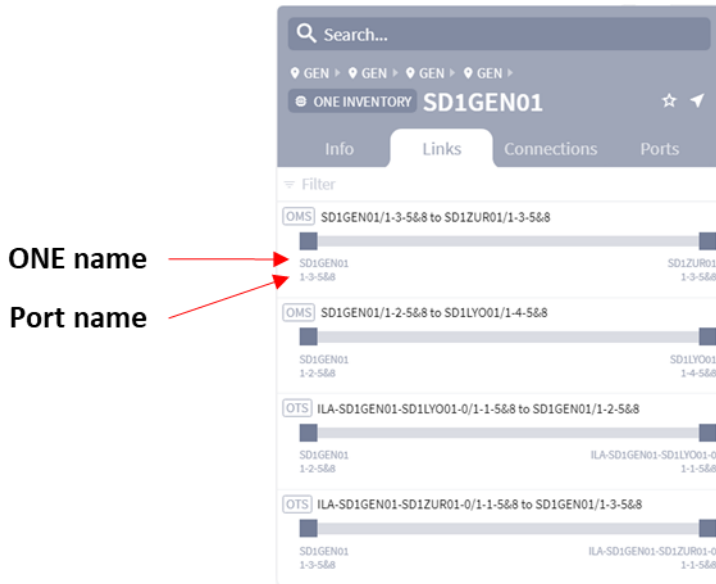 Search...
GEN GEN GEN GEN
ONE INVENTORY SD1GEN01
Info Links Connections Ports
Filter
OMS SD1GEN01/1-3-5&8 to SD1ZUR01/1-3-5&8
ONE name
SD1GEN01 SD1ZUR01
1-3-5&8 1-3-5&8
Port name
OMS SD1GEN01/1-2-5&8 to SD1LYO01/1-4-5&8
SD1GEN01 SD1LYO01
1-2-5&8 1-4-5&8
OTS ILA-SD1GEN01-SD1LYO01-0/1-1-5&8 to SD1GEN01/1-2-5&8
SD1GEN01 ILA-SD1GEN01-SD1LYO01-0
1-2-5&8 1-1-5&8
OTS ILA-SD1GEN01-SD1ZUR01-0/1-1-5&8 to SD1GEN01/1-3-5&8
SD1GEN01 ILA-SD1GEN01-SD1ZUR01-0
1-3-5&8 1-1-5&8